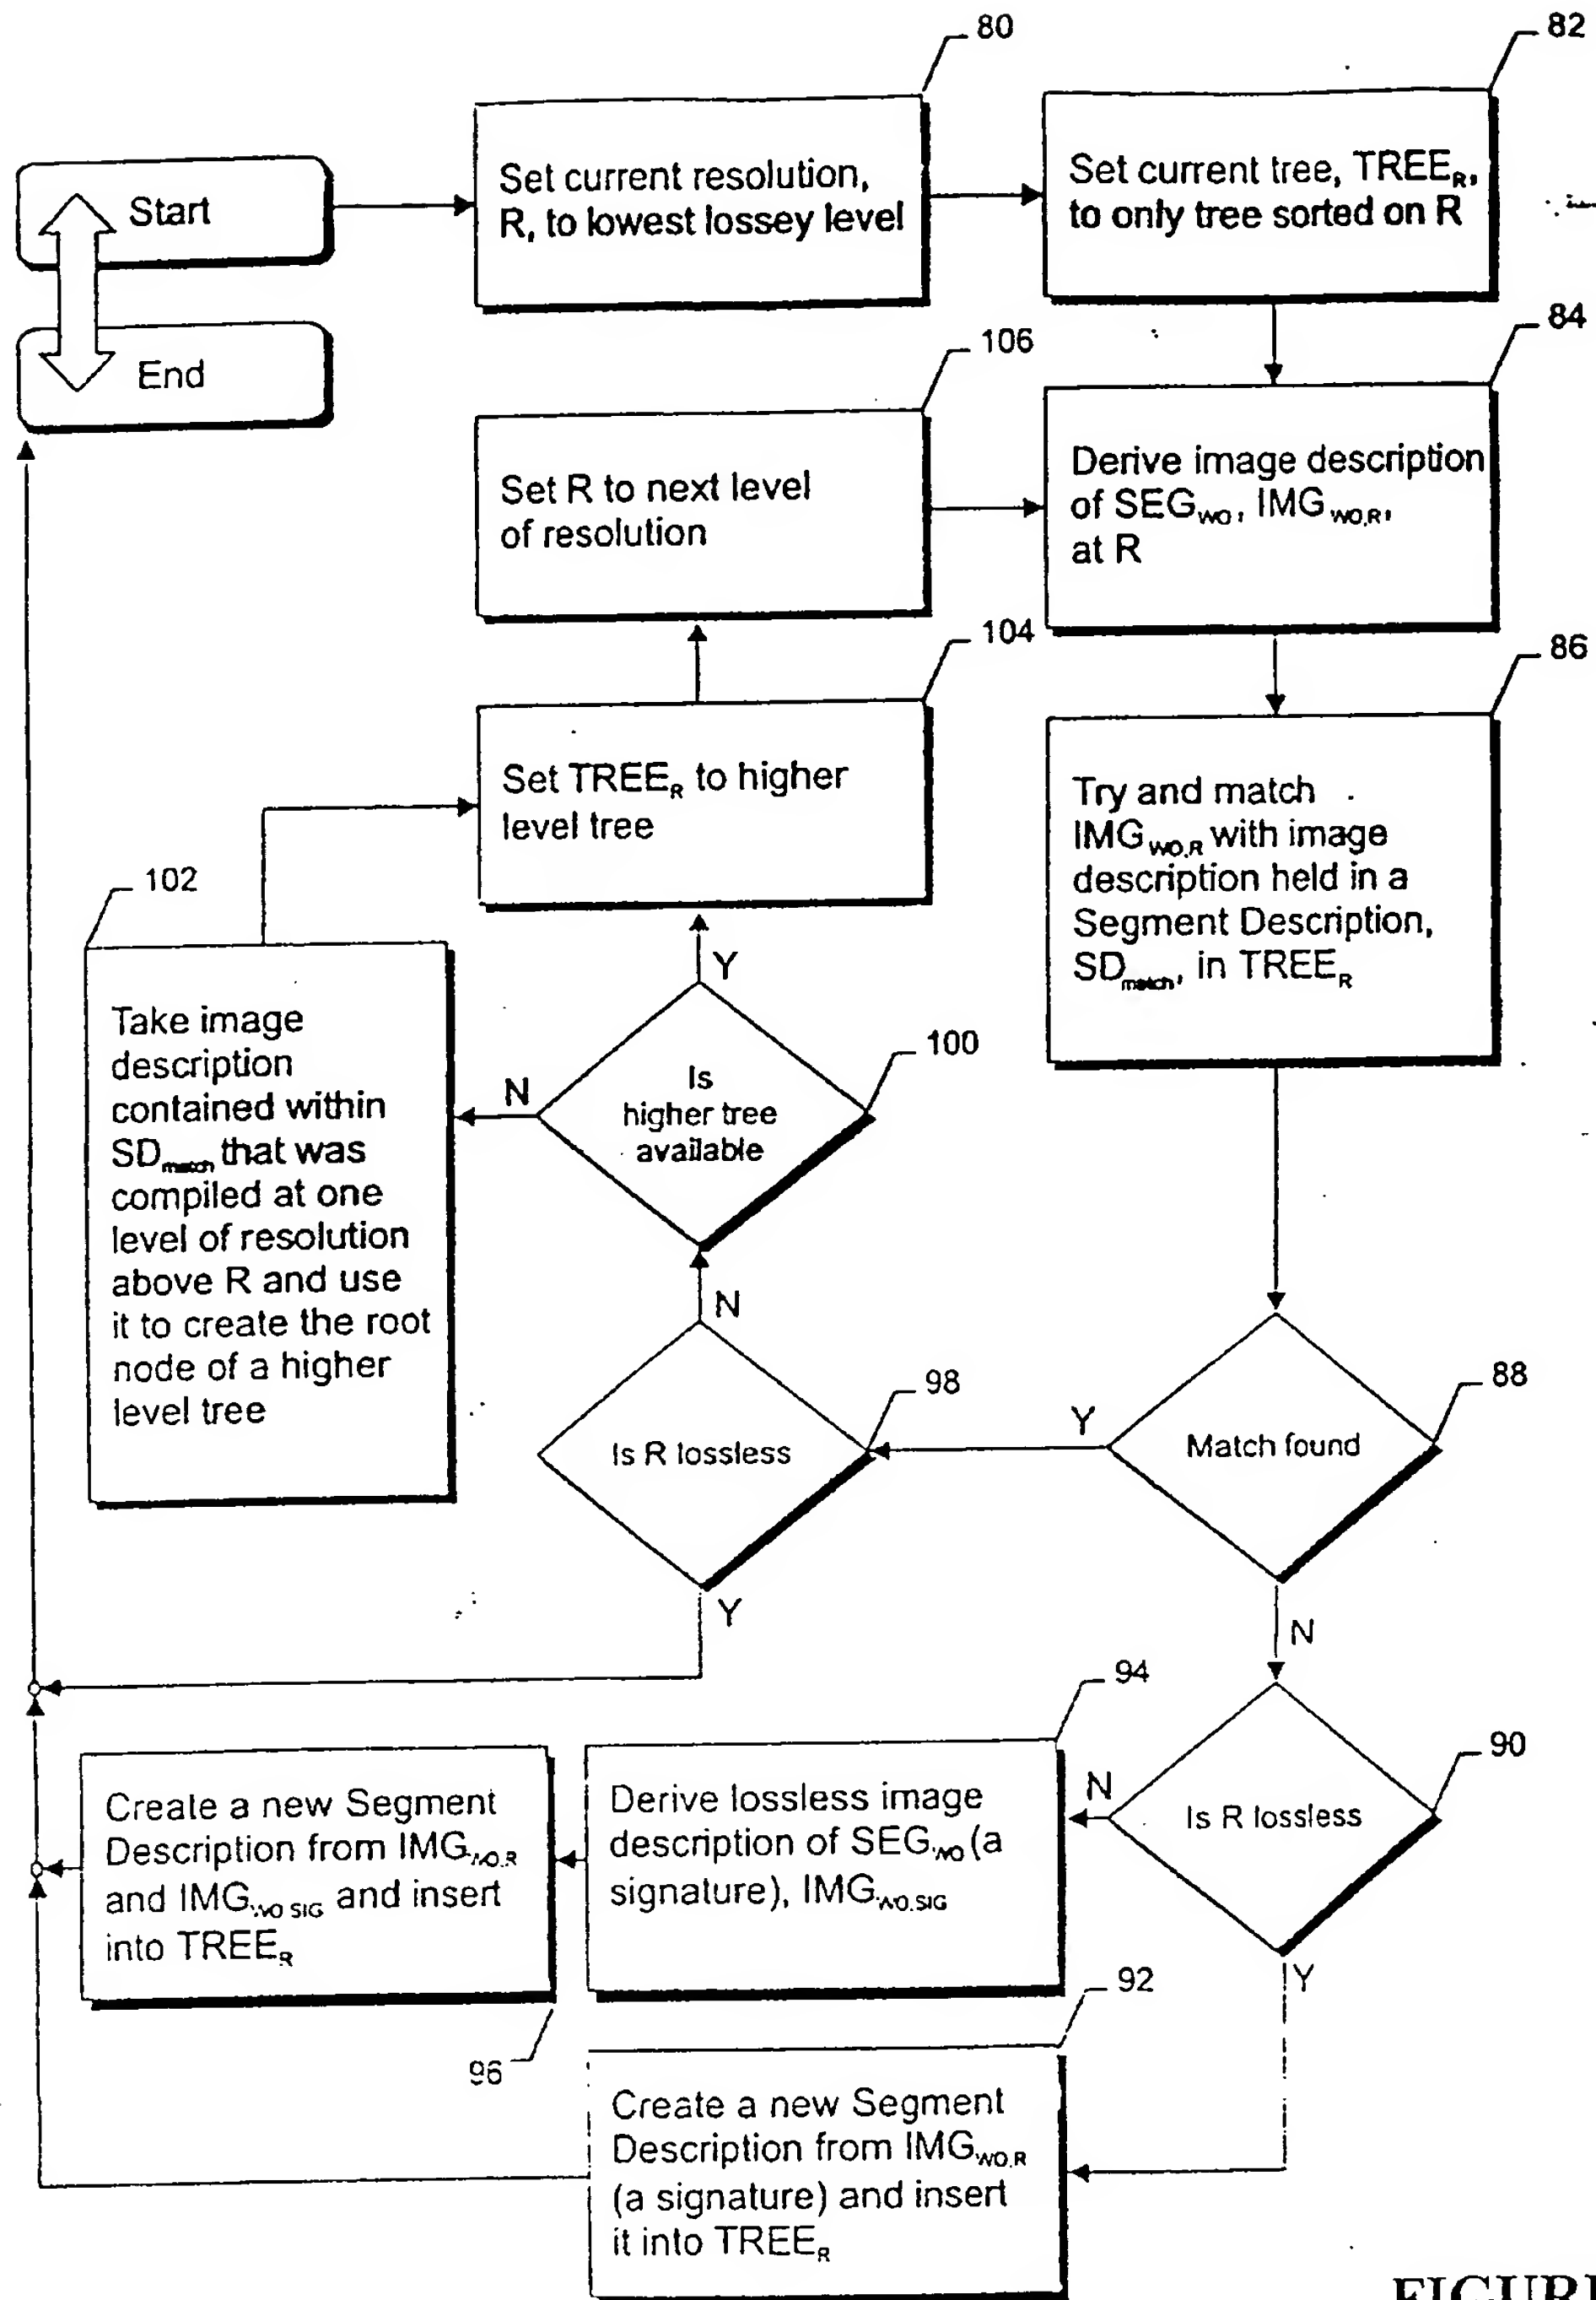 80
82
Start
Set current resolution,
R, to lowest lossey level
Set current tree, TREE_R,
to only tree sorted on R
End
106
84
Set R to next level
of resolution
Derive image description
of SEG_WO, IMG_WO,R,
at R
104
86
Set TREE_R to higher
level tree
Try and match
IMG_WO,R with image
description held in a
Segment Description,
SD_match, in TREE_R
102
Take image
description
contained within
SD_match that was
compiled at one
level of resolution
above R and use
it to create the root
node of a higher
level tree
Y
100
Is
higher tree
available
N
N
98
Is R lossless
Y
88
Match found
Y
N
94
90
Is R lossless
N
Y
Derive lossless image
description of SEG_WO (a
signature), IMG_WO,SIG
Create a new Segment
Description from IMG_WO,R
and IMG_WO SIG and insert
into TREE_R
96
92
Create a new Segment
Description from IMG_WO,R
(a signature) and insert
it into TREE_R